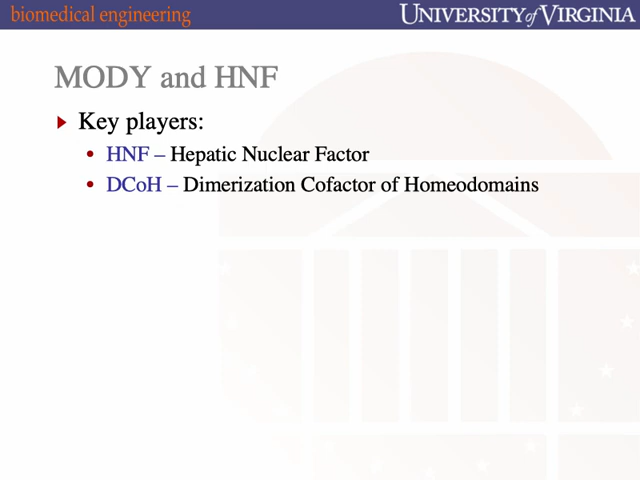 biomedical engineering
UNIVERSITY of VIRGINIA
MODY and HNF
Key players:
• HNF – Hepatic Nuclear Factor
• DCoH – Dimerization Cofactor of Homeodomains